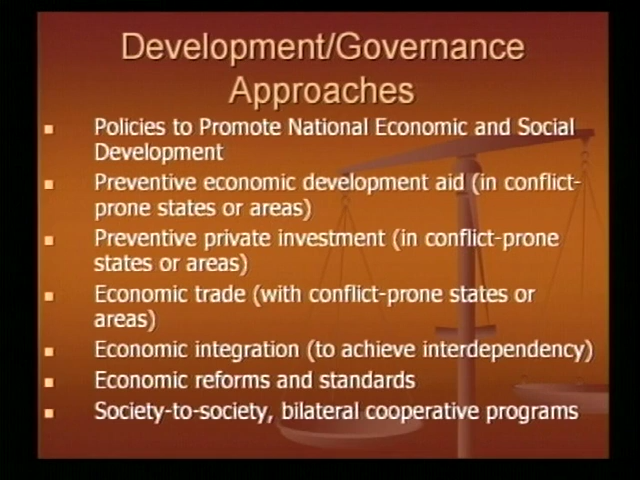 Development/Governance
Approaches
Policies to Promote National Economic and Social
Development
Preventive economic development aid (in conflict-
prone states or areas)
Preventive private investment (in conflict-prone
states or areas)
Economic trade (with conflict-prone states or
areas)
Economic integration (to achieve interdependency)
Economic reforms and standards
Society-to-society, bilateral cooperative programs